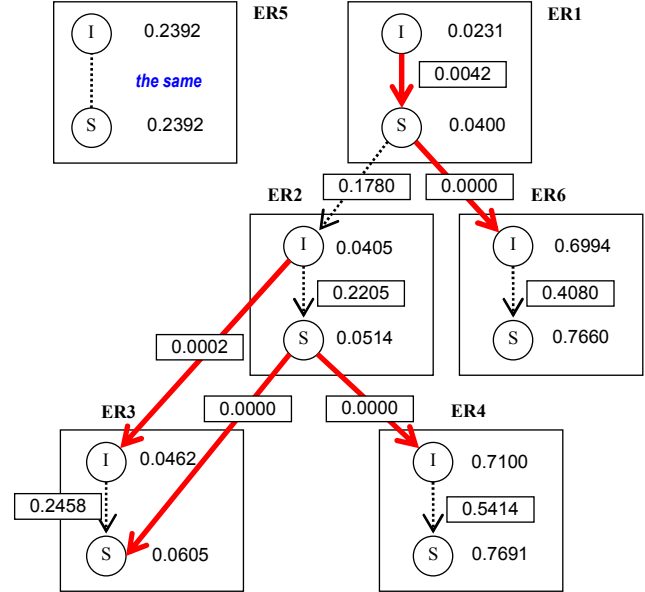 ER5
ER1
I 0.2392
I 0.0231
the same
0.0042
S 0.2392
S 0.0400
0.1780
0.0000
ER2
ER6
I 0.0405
I 0.6994
0.2205
0.4080
S 0.0514
S 0.7660
0.0002
0.0000
0.0000
ER3
ER4
I 0.0462
I 0.7100
0.2458
0.5414
S 0.0605
S 0.7691